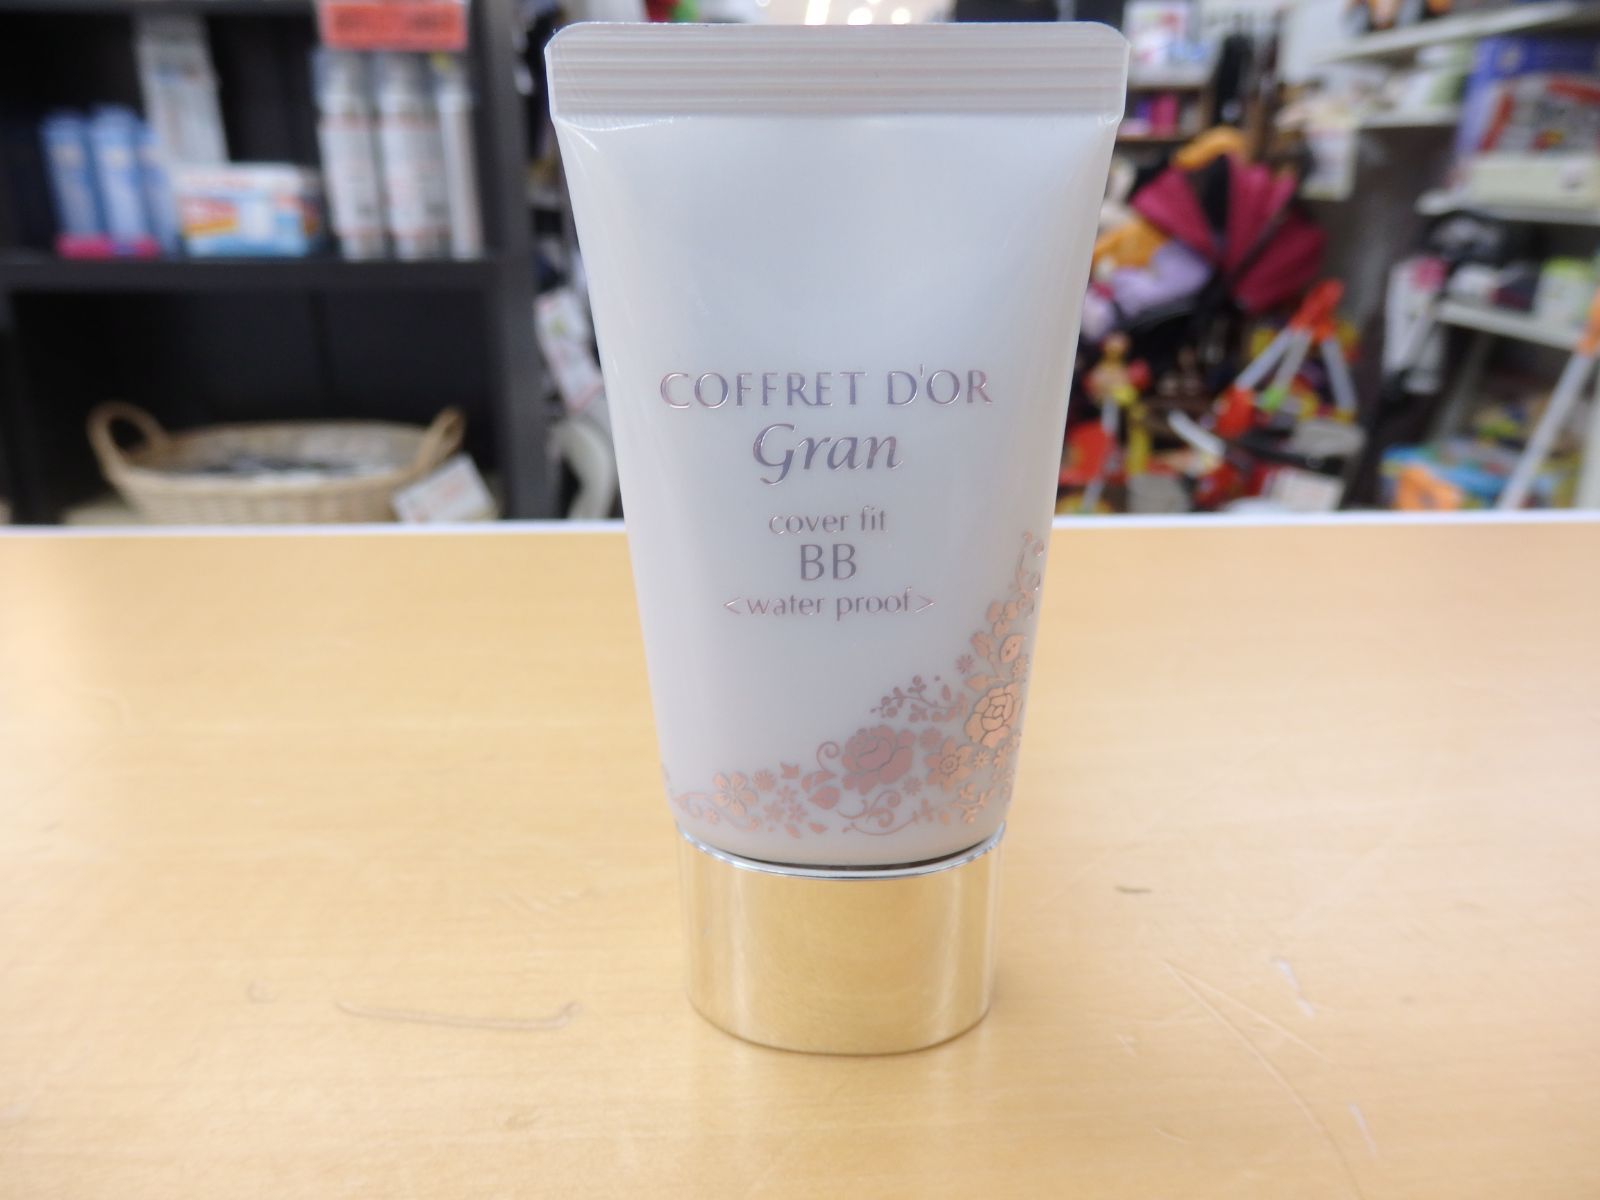 COFFRET D'OR
Gran
cover fit
BB
<water proof>